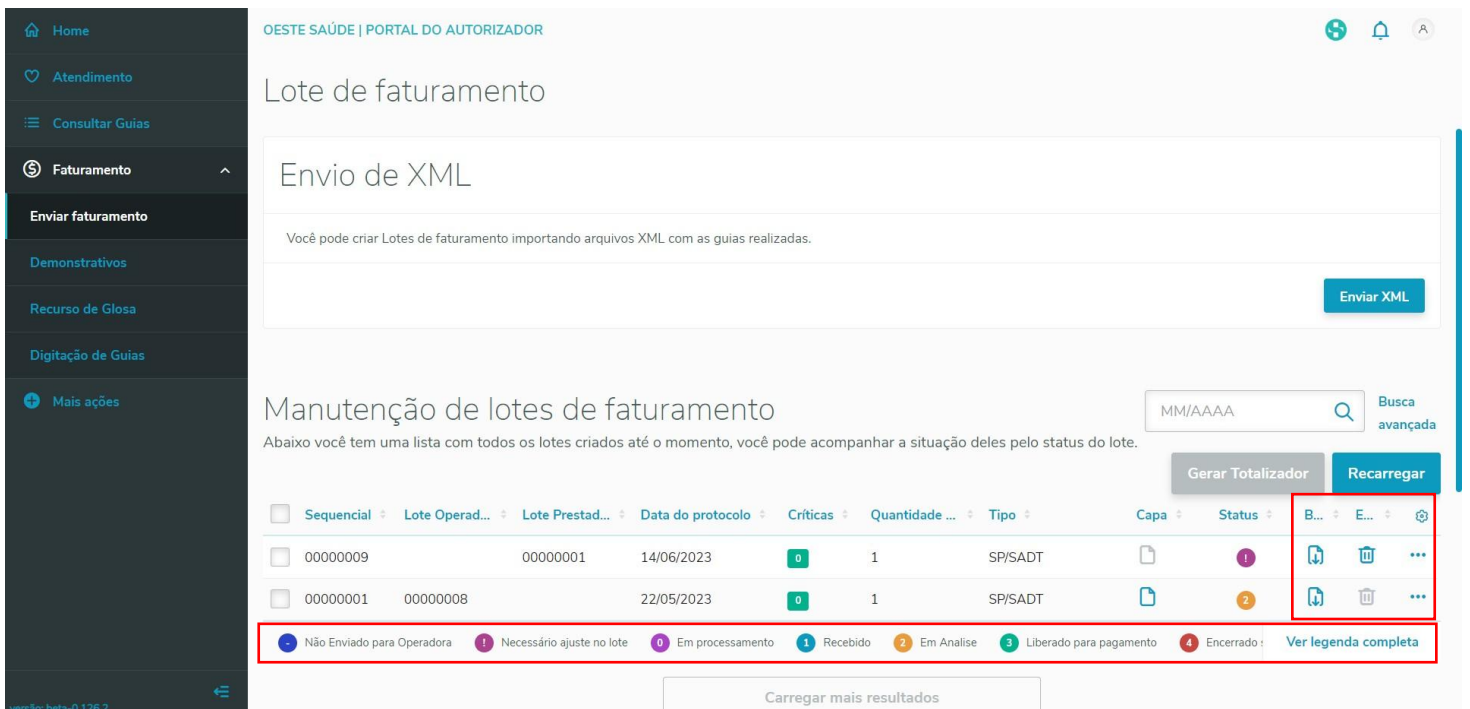 Home
Atendimento
Consultar Guias
Faturamento
Enviar faturamento
Demonstrativos
Recurso de Glosa
Digitação de Guias
Mais ações
versão: beta-0.126.2
OESTE SAÚDE | PORTAL DO AUTORIZADOR
Lote de faturamento
Envio de XML
Você pode criar Lotes de faturamento importando arquivos XML com as guias realizadas.
Enviar XML
Manutenção de lotes de faturamento
MM/AAAA
Busca
avançada
Abaixo você tem uma lista com todos os lotes criados até o momento, você pode acompanhar a situação deles pelo status do lote.
Gerar Totalizador Recarregar
Sequencial Lote Operad... Lote Prestad... Data do protocolo Críticas Quantidade ... Tipo Capa Status B... E...
00000009 00000001 14/06/2023 0 1 SP/SADT !
00000001 00000008 22/05/2023 0 1 SP/SADT 2
- Não Enviado para Operadora ! Necessário ajuste no lote 0 Em processamento 1 Recebido 2 Em Analise 3 Liberado para pagamento 4 Encerrado Ver legenda completa
Carregar mais resultados